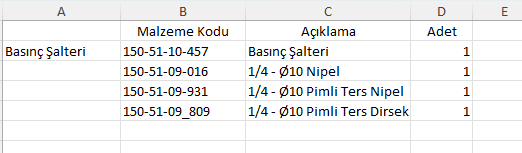 A B C D E
Malzeme Kodu Açıklama Adet
Basınç Şalteri 150-51-10-457 Basınç Şalteri 1
150-51-09-016 1/4 - Ø10 Nipel 1
150-51-09-931 1/4 - Ø10 Pimli Ters Nipel 1
150-51-09_809 1/4 - Ø10 Pimli Ters Dirsek 1